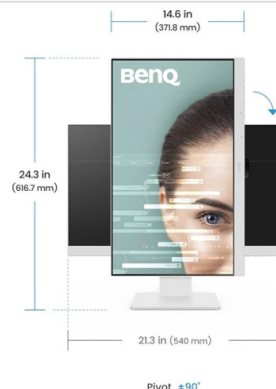 14.6 in
(371.8 mm)
BenQ
24.3 in
(616.7 mm)
21.3 in (540 mm)
Pivot ±90°